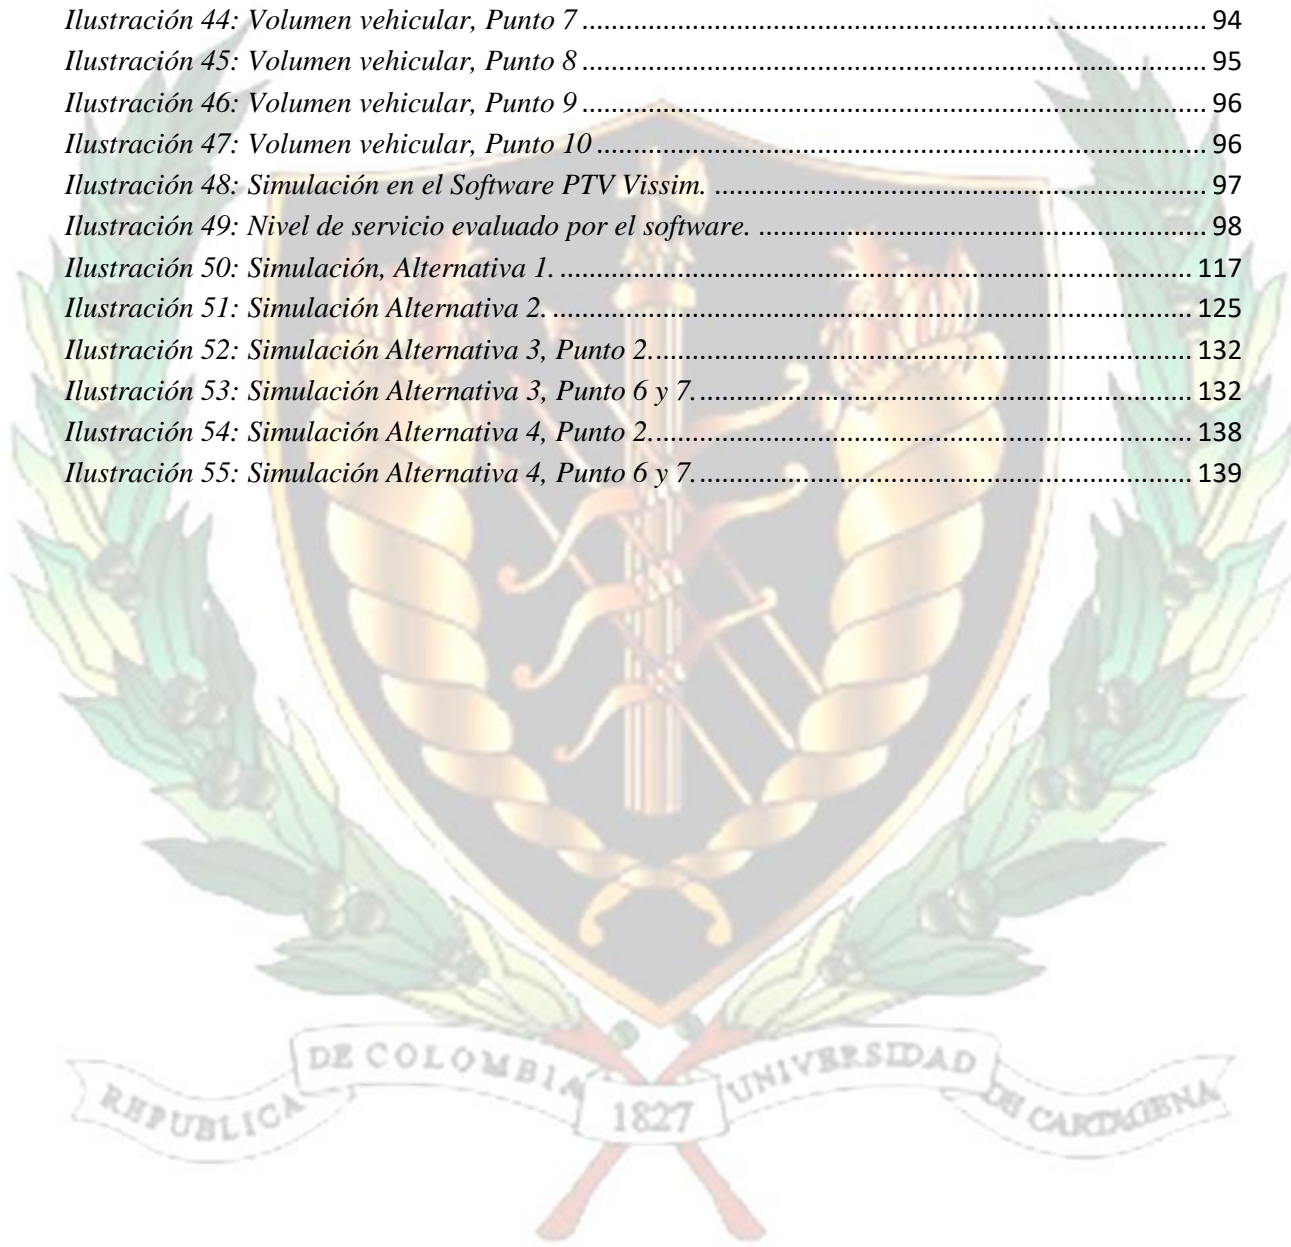 Ilustración 44: Volumen vehicular, Punto 7 ........ 94
Ilustración 45: Volumen vehicular, Punto 8 ........ 95
Ilustración 46: Volumen vehicular, Punto 9 ........ 96
Ilustración 47: Volumen vehicular, Punto 10 ........ 96
Ilustración 48: Simulación en el Software PTV Vissim. ........ 97
Ilustración 49: Nivel de servicio evaluado por el software. ........ 98
Ilustración 50: Simulación, Alternativa 1. ........ 117
Ilustración 51: Simulación Alternativa 2. ........ 125
Ilustración 52: Simulación Alternativa 3, Punto 2. ........ 132
Ilustración 53: Simulación Alternativa 3, Punto 6 y 7. ........ 132
Ilustración 54: Simulación Alternativa 4, Punto 2. ........ 138
Ilustración 55: Simulación Alternativa 4, Punto 6 y 7. ........ 139
REPUBLICA DE COLOMBIA 1827 UNIVERSIDAD DE CARTAGENA